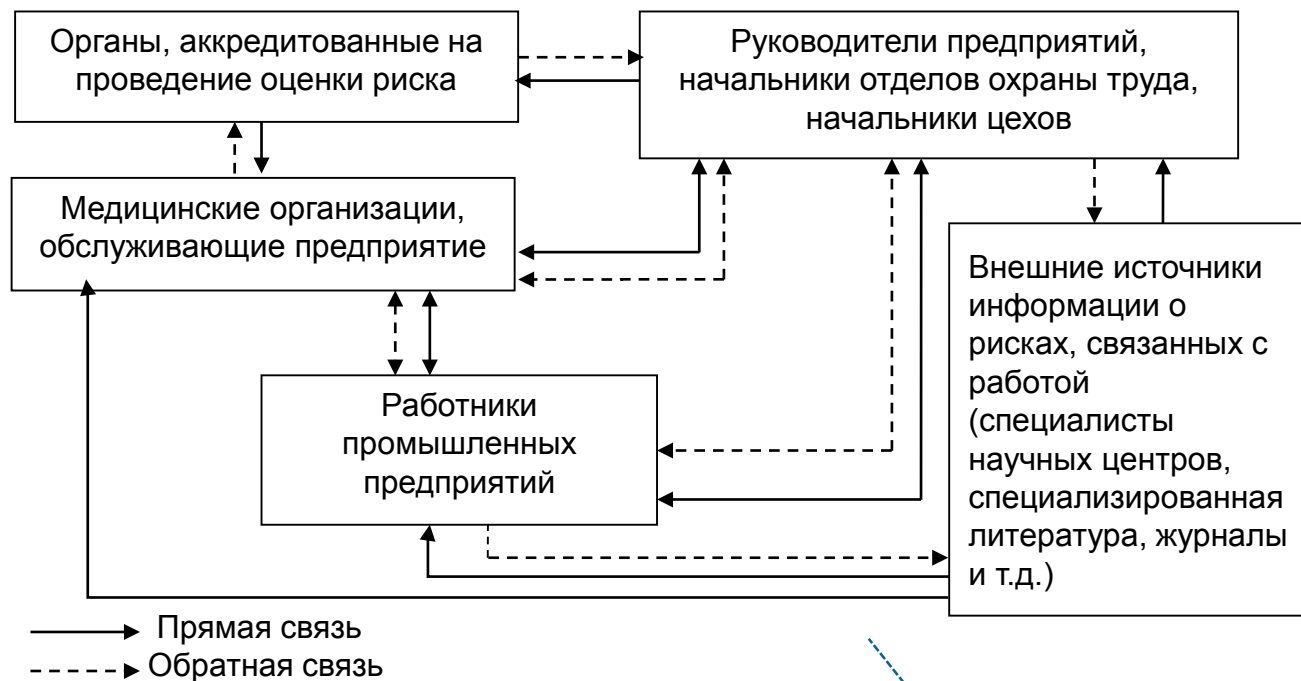 Органы, аккредитованные на
проведение оценки риска
Руководители предприятий,
начальники отделов охраны труда,
начальники цехов
Медицинские организации,
обслуживающие предприятие
Внешние источники
информации о
рисках, связанных с
работой
(специалисты
научных центров,
специализированная
литература, журналы
и т.д.)
Работники
промышленных
предприятий
Прямая связь
Обратная связь